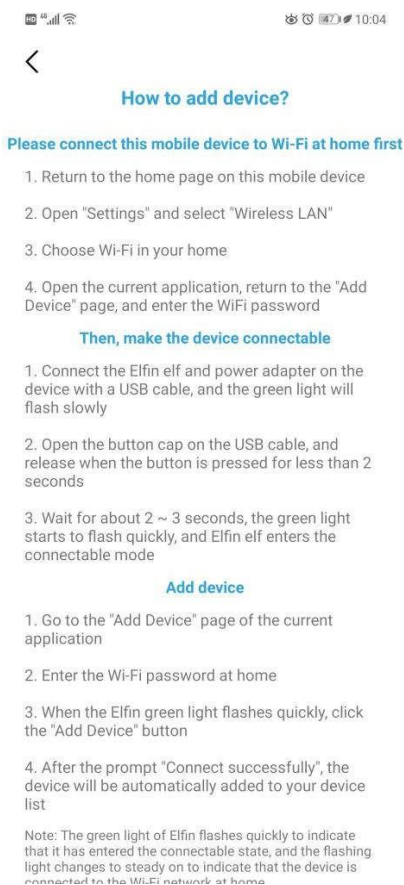 HD 46 47 10:04
How to add device?
Please connect this mobile device to Wi-Fi at home first
1. Return to the home page on this mobile device
2. Open "Settings" and select "Wireless LAN"
3. Choose Wi-Fi in your home
4. Open the current application, return to the "Add
Device" page, and enter the WiFi password
Then, make the device connectable
1. Connect the Elfin elf and power adapter on the
device with a USB cable, and the green light will
flash slowly
2. Open the button cap on the USB cable, and
release when the button is pressed for less than 2
seconds
3. Wait for about 2 ~ 3 seconds, the green light
starts to flash quickly, and Elfin elf enters the
connectable mode
Add device
1. Go to the "Add Device" page of the current
application
2. Enter the Wi-Fi password at home
3. When the Elfin green light flashes quickly, click
the "Add Device" button
4. After the prompt "Connect successfully", the
device will be automatically added to your device
list
Note: The green light of Elfin flashes quickly to indicate
that it has entered the connectable state, and the flashing
light changes to steady on to indicate that the device is
connected to the Wi-Fi network at home